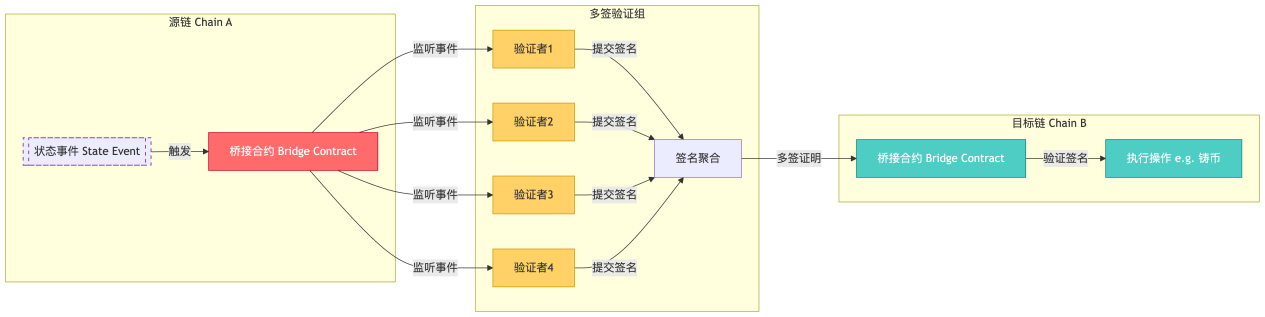 源链 Chain A
状态事件 State Event
触发
桥接合约 Bridge Contract
监听事件
监听事件
监听事件
监听事件
多签验证组
验证者1
验证者2
验证者3
验证者4
提交签名
提交签名
提交签名
提交签名
签名聚合
多签证明
目标链 Chain B
桥接合约 Bridge Contract
验证签名
执行操作 e.g. 铸币